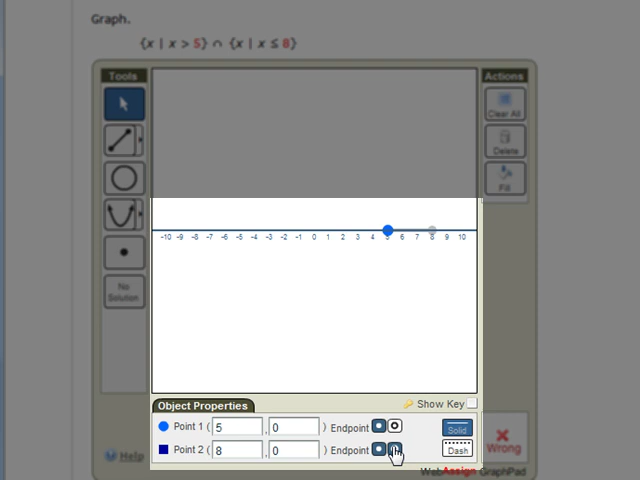 Graph.
{x | x > 5} ∩ {x | x ≤ 8}
Tools
Actions
Clear All
Delete
Fill
No
Solution
-10 -9 -8 -7 -6 -5 -4 -3 -2 -1 0 1 2 3 4 5 6 7 8 9 10
Object Properties
Show Key
Point 1 ( 5 , 0 ) Endpoint
Solid
Point 2 ( 8 , 0 ) Endpoint
Dash
Wrong
Help
WebAssign GraphPad